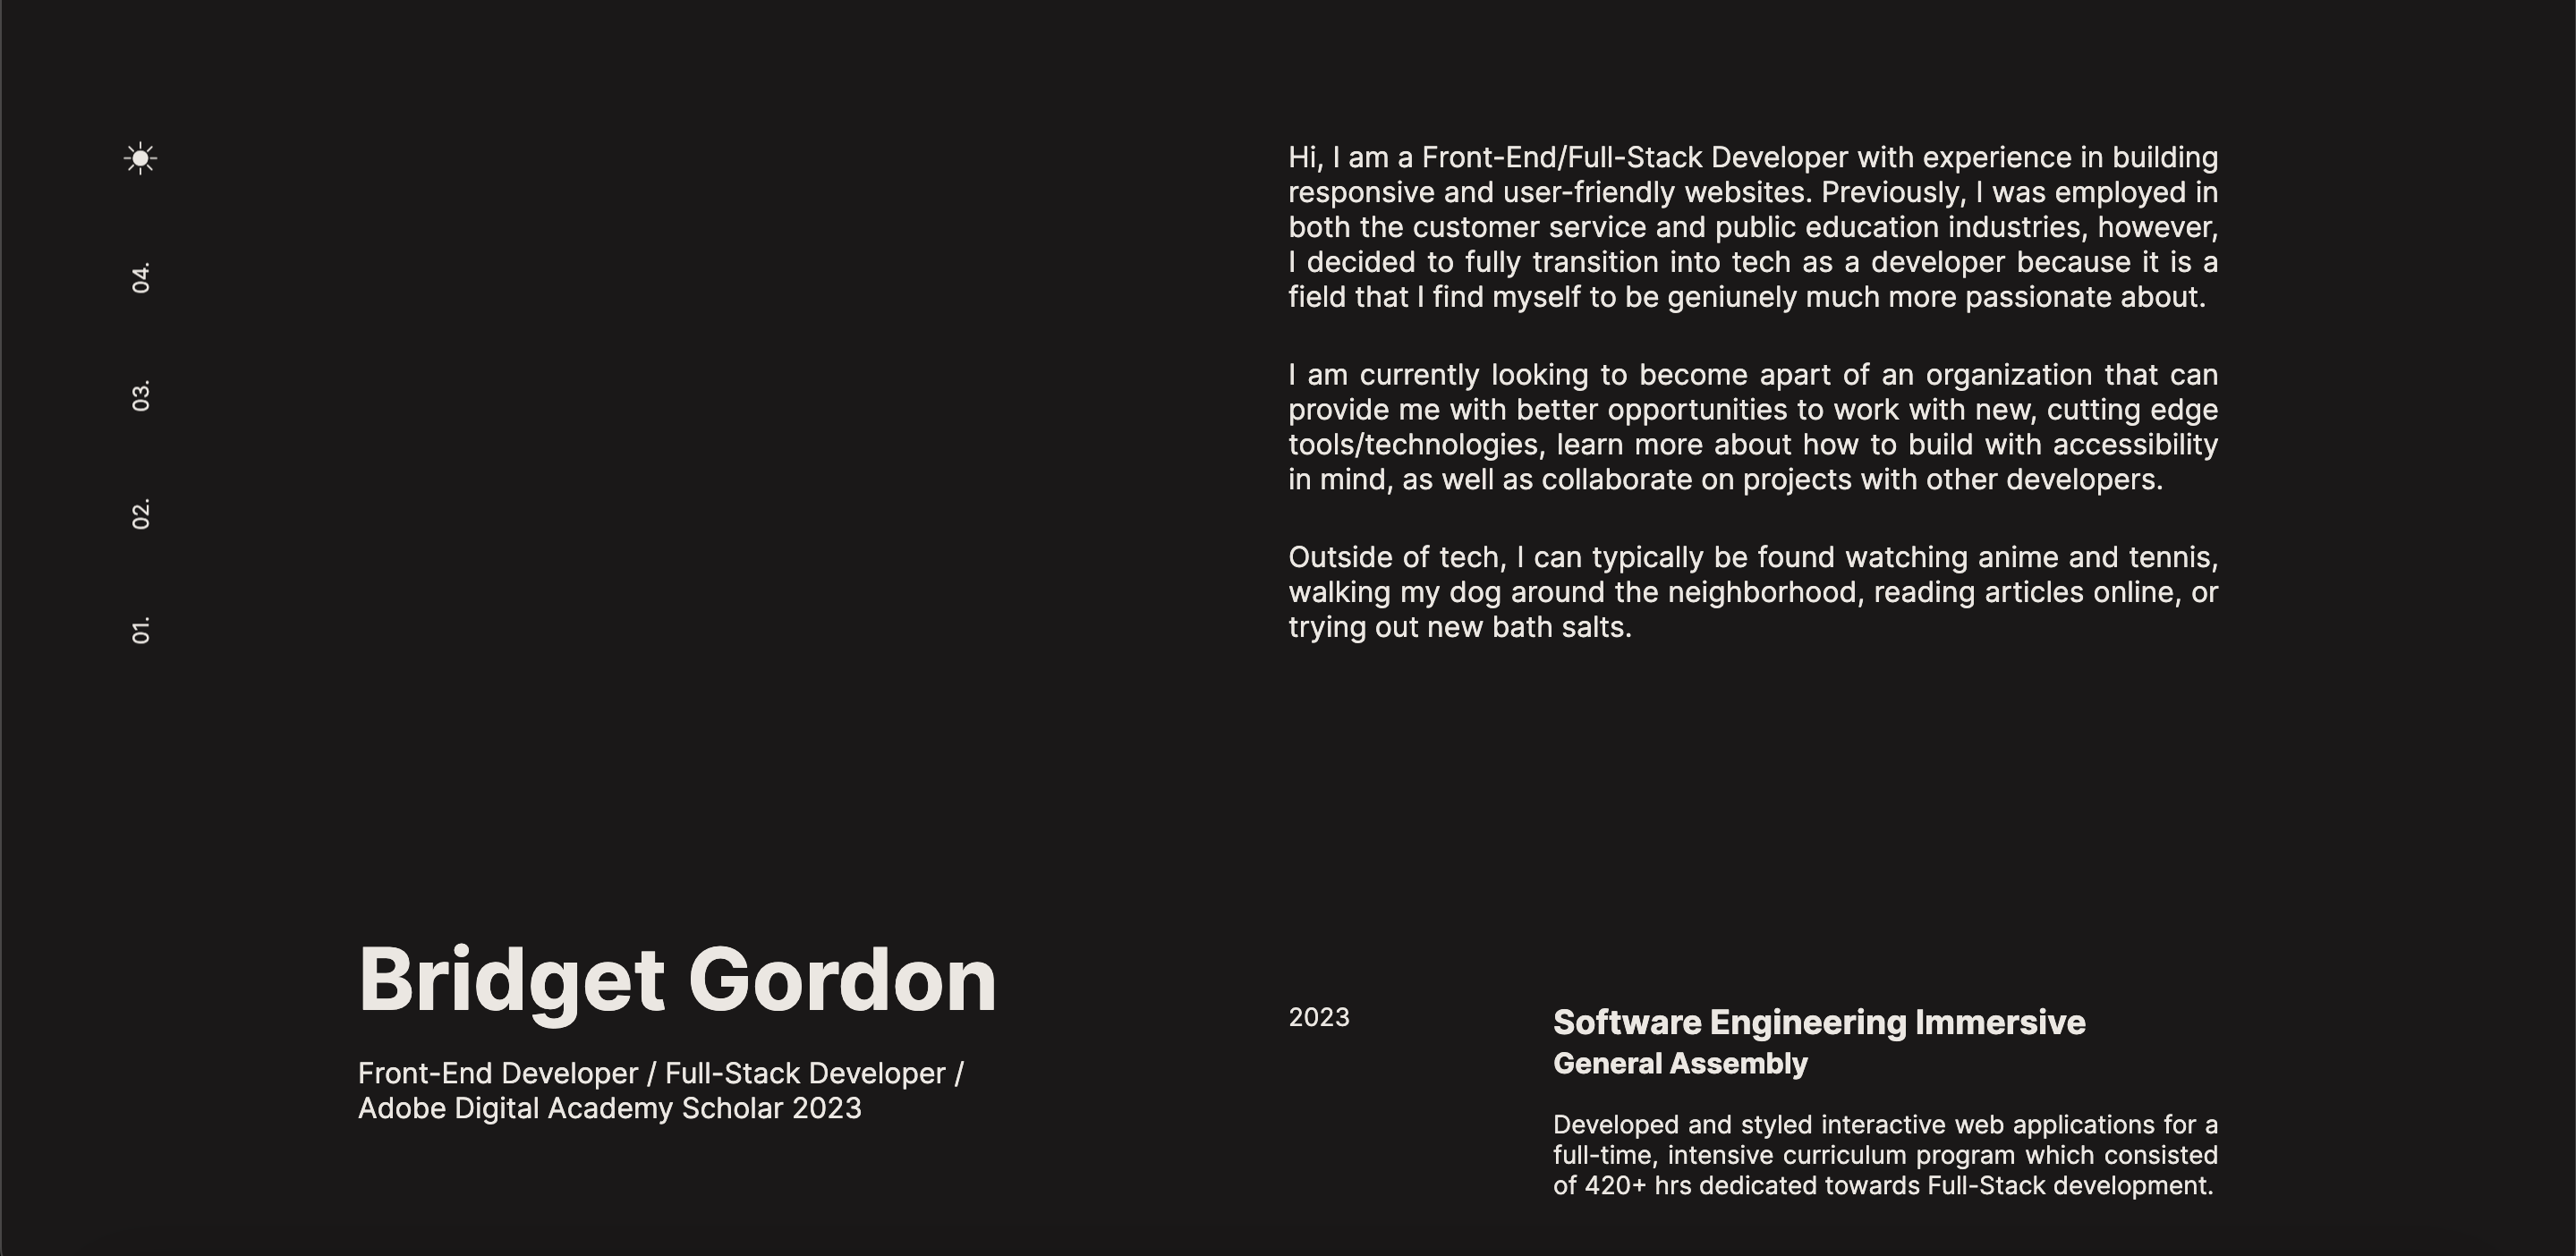 04.
03.
02.
01.
Hi, I am a Front-End/Full-Stack Developer with experience in building
responsive and user-friendly websites. Previously, I was employed in
both the customer service and public education industries, however,
I decided to fully transition into tech as a developer because it is a
field that I find myself to be geniunely much more passionate about.
I am currently looking to become apart of an organization that can
provide me with better opportunities to work with new, cutting edge
tools/technologies, learn more about how to build with accessibility
in mind, as well as collaborate on projects with other developers.
Outside of tech, I can typically be found watching anime and tennis,
walking my dog around the neighborhood, reading articles online, or
trying out new bath salts.
Bridget Gordon
Front-End Developer / Full-Stack Developer /
Adobe Digital Academy Scholar 2023
2023
Software Engineering Immersive
General Assembly
Developed and styled interactive web applications for a
full-time, intensive curriculum program which consisted
of 420+ hrs dedicated towards Full-Stack development.